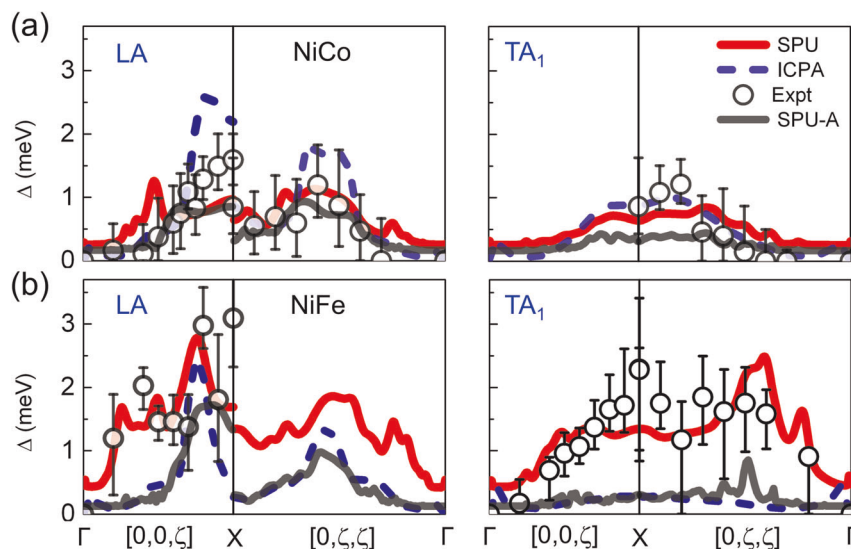 (a)
LA
NiCo
TA₁
SPU
ICPA
Expt
SPU-A
Δ (meV)
3
2
1
0
(b)
LA
NiFe
TA₁
Δ (meV)
3
2
1
0
Γ [0,0,ζ] X [0,ζ,ζ] Γ [0,0,ζ] X [0,ζ,ζ] Γ